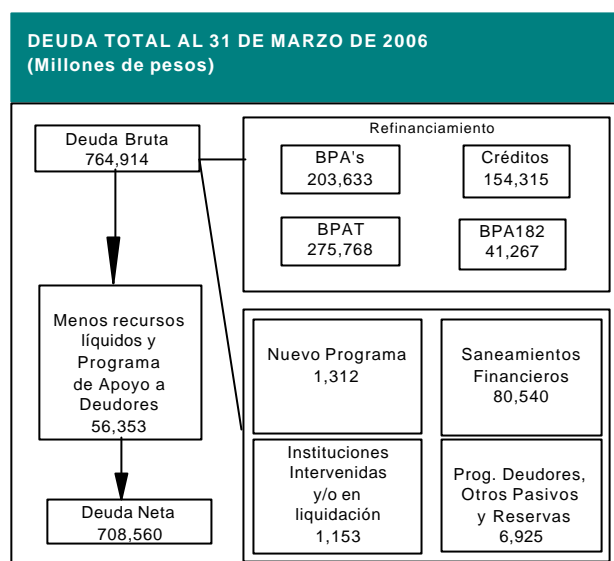 DEUDA TOTAL AL 31 DE MARZO DE 2006
(Millones de pesos)
Deuda Bruta
764,914
Menos recursos
líquidos y
Programa
de Apoyo a
Deudores
56,353
Deuda Neta
708,560
Refinanciamiento
BPA's
203,633
Créditos
154,315
BPAT
275,768
BPA182
41,267
Nuevo Programa
1,312
Saneamientos
Financieros
80,540
Instituciones
Intervenidas
y/o en
liquidación
1,153
Prog. Deudores,
Otros Pasivos
y Reservas
6,925